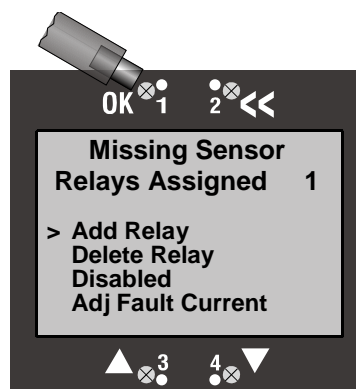 OK 1 2 <<
Missing Sensor
Relays Assigned 1
> Add Relay
Delete Relay
Disabled
Adj Fault Current
3 4